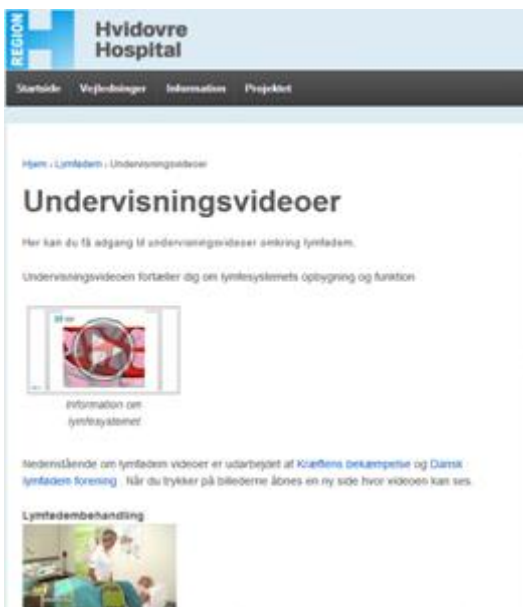 REGION
Hvidovre
Hospital
Startside Vejledninger Information Projektet
Hjem › Lymfødem › Undervisningsvideoer
Undervisningsvideoer
Her kan du få adgang til undervisningsvideoer omkring lymfødem.
Undervisningsvideoen fortæller dig om lymfesystemets opbygning og funktion
Information om
lymfesystemet
Nedenstående om lymfødem videoer er udarbejdet af Kræftens bekæmpelse og Dansk
lymfødem forening . Når du trykker på billederne åbnes en ny side hvor videoen kan ses.
Lymfødembehandling